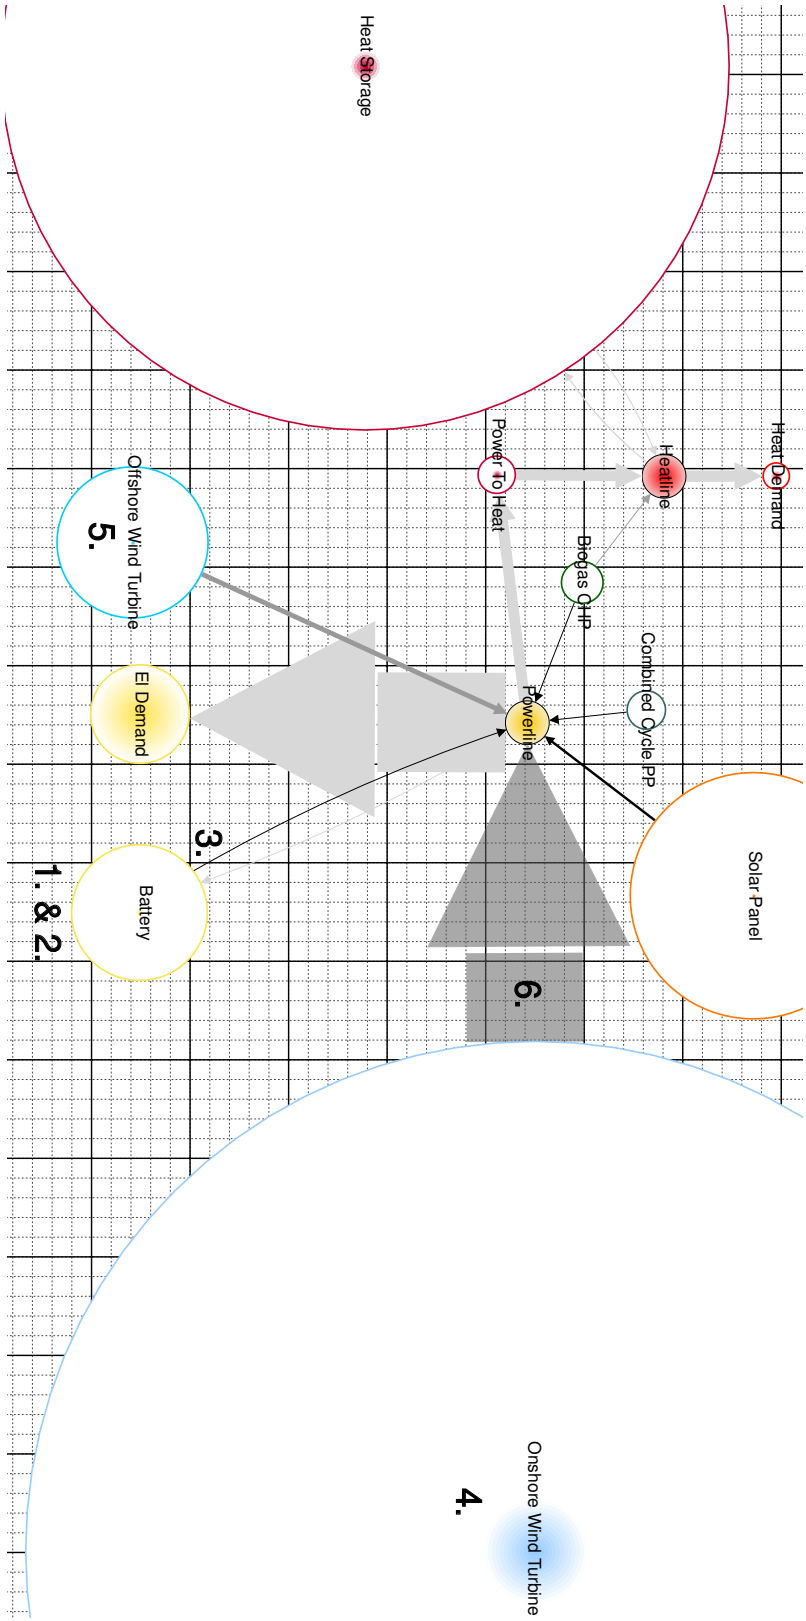 Heat Storage
Heat Demand
Heatline
Power To Heat
Offshore Wind Turbine
5.
Biogas CHP
Combined Cycle PP
Powerline
El Demand
Solar Panel
3.
Battery
1. & 2.
6.
Onshore Wind Turbine
4.